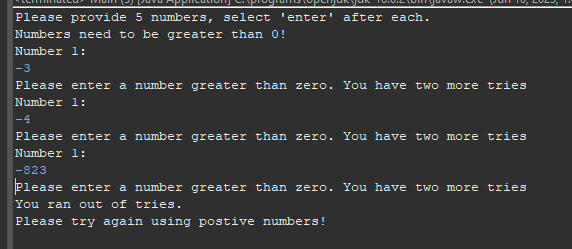 Please provide 5 numbers, select 'enter' after each.
Numbers need to be greater than 0!
Number 1:
-3
Please enter a number greater than zero. You have two more tries
Number 1:
-4
Please enter a number greater than zero. You have two more tries
Number 1:
-823
Please enter a number greater than zero. You have two more tries
You ran out of tries.
Please try again using postive numbers!